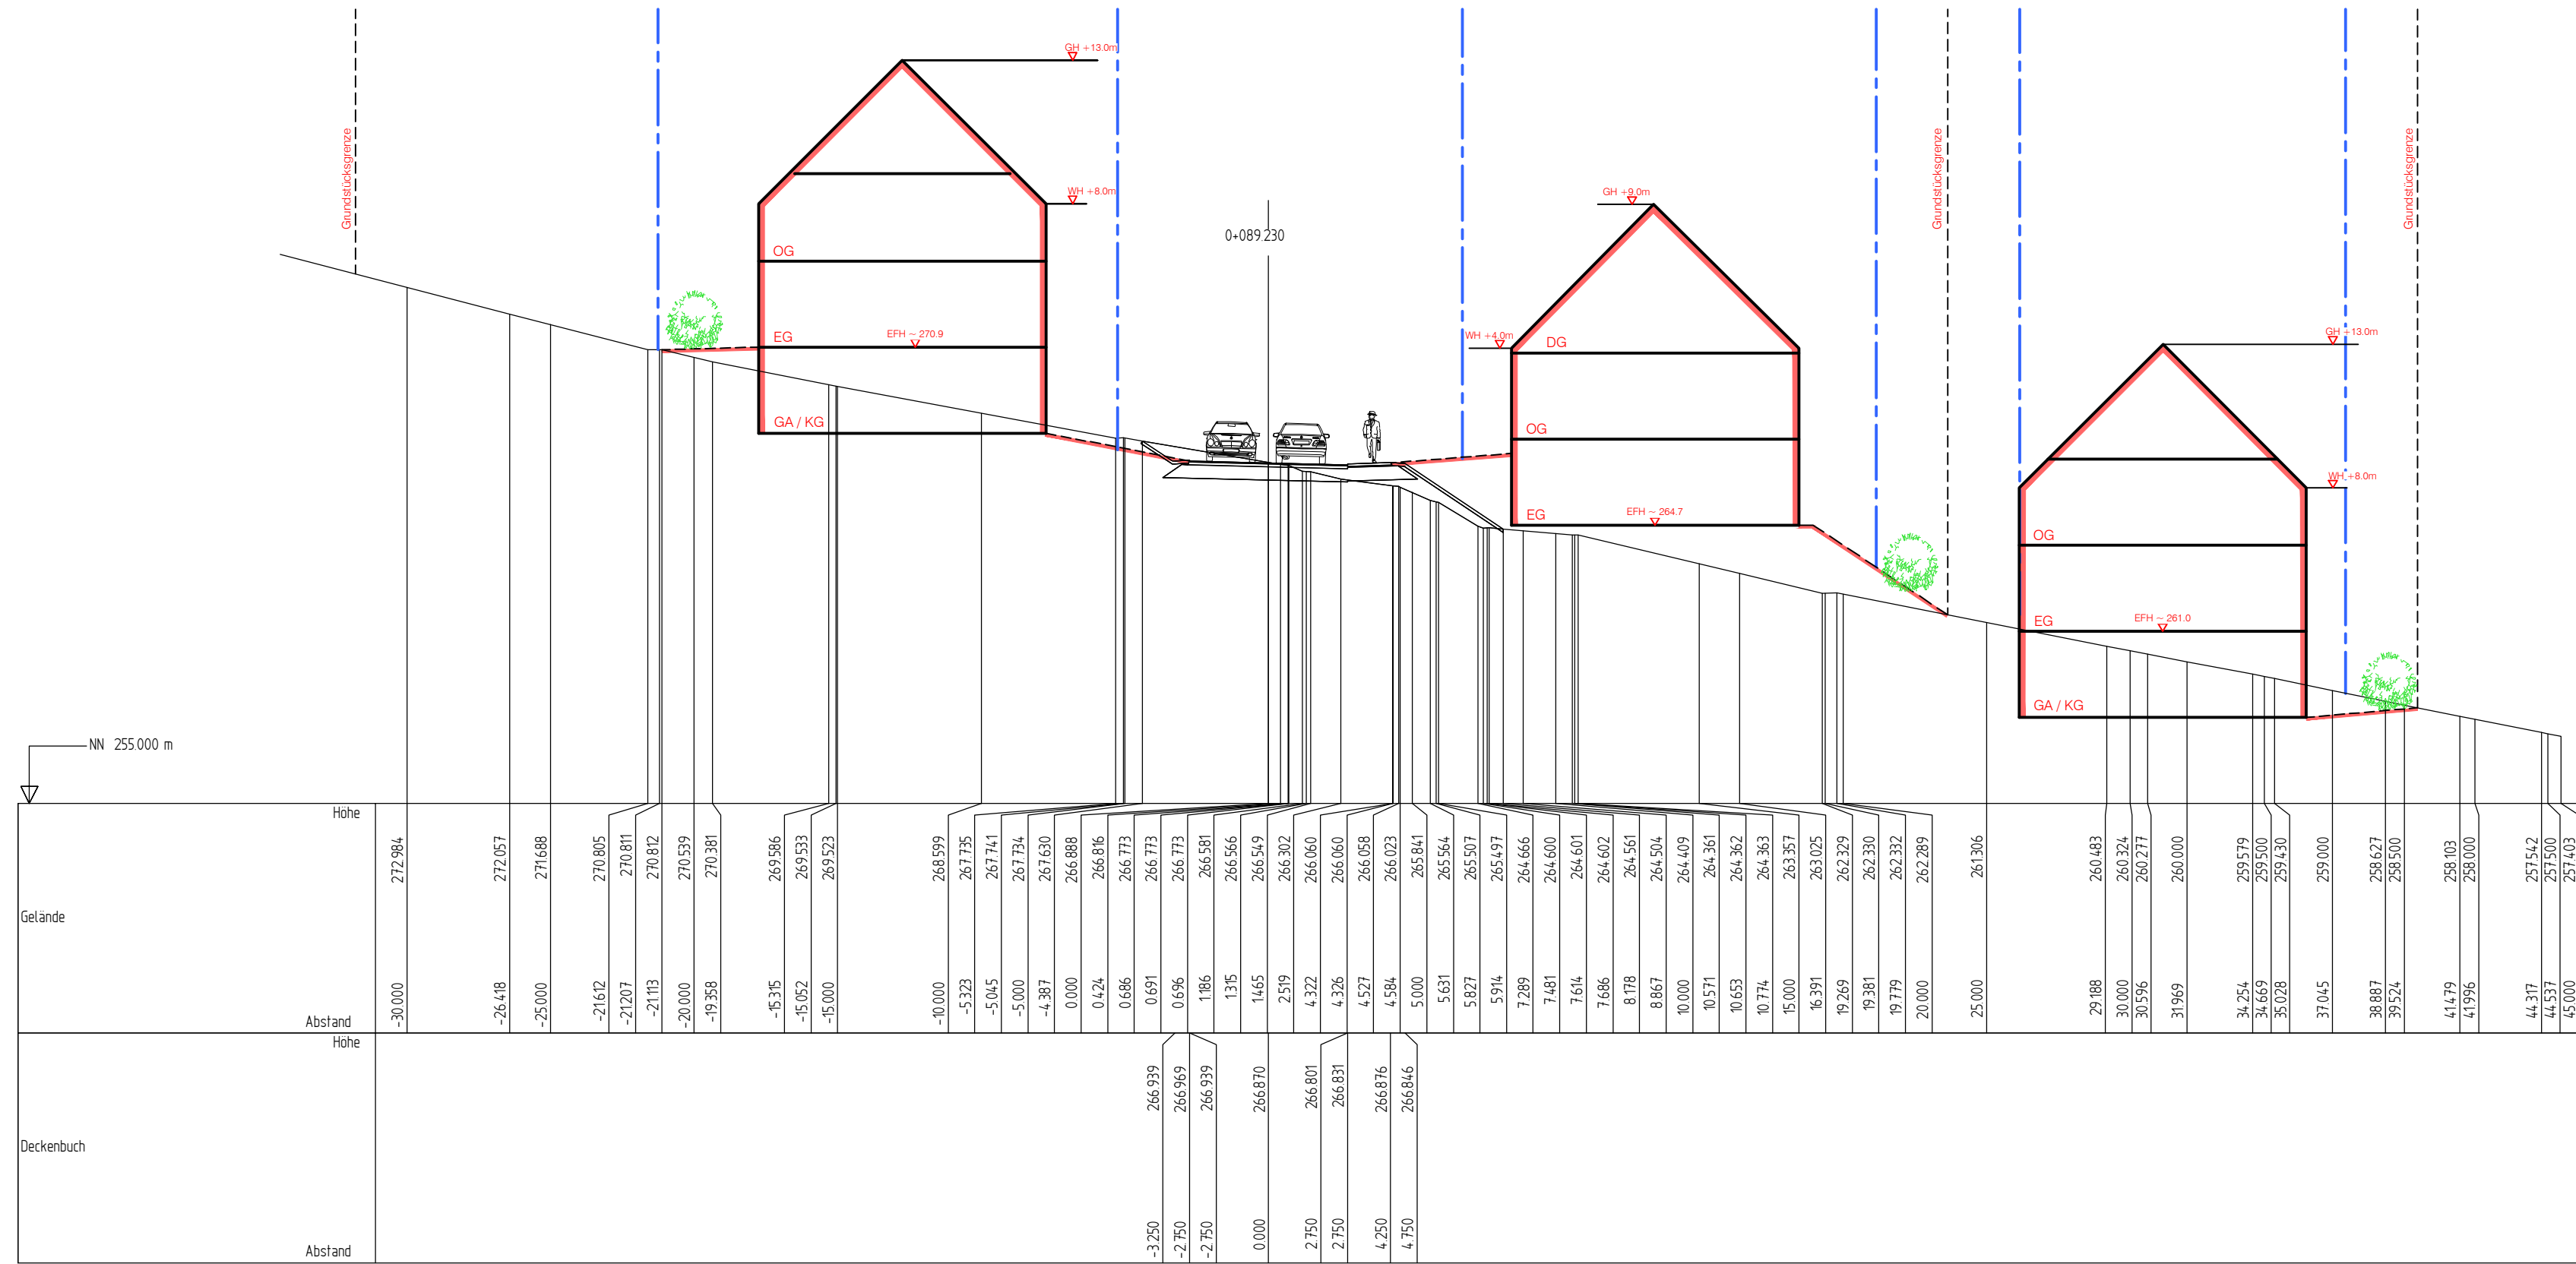 GH +13.0m
Grundstücksgrenze
Grundstücksgrenze
Grundstücksgrenze
WH +8.0m
GH +9.0m
0+089.230
OG
EG
EFH ~ 270.9
GA / KG
WH +4.0m
DG
OG
EG
EFH ~ 264.7
GH +13.0m
WH +8.0m
OG
EG
EFH ~ 261.0
GA / KG
NN 255.000 m
Höhe
272.984 272.057 271.688 270.805 270.811 270.812 270.539 270.381 269.586 269.533 269.523 268.599 267.735 267.741 267.734 267.630 266.888 266.816 266.773 266.773 266.773 266.581 266.566 266.549 266.302 266.060 266.060 266.058 266.023 265.841 265.564 265.507 265.497 264.666 264.600 264.601 264.602 264.561 264.504 264.409 264.361 264.362 264.363 263.357 263.025 262.329 262.330 262.332 262.289 261.306 260.483 260.324 260.277 260.000 259.579 259.500 259.430 259.000 258.627 258.500 258.103 258.000 257.542 257.500 257.403
Gelände
Abstand
-30.000 -26.418 -25.000 -21.612 -21.207 -21.113 -20.000 -19.358 -15.315 -15.052 -15.000 -10.000 -5.323 -5.045 -5.000 -4.387 0.000 0.424 0.686 0.691 0.696 1.186 1.315 1.465 2.519 4.322 4.326 4.527 4.584 5.000 5.631 5.827 5.914 7.289 7.481 7.614 7.686 8.178 8.867 10.000 10.571 10.653 10.774 15.000 16.391 19.269 19.381 19.779 20.000 25.000 29.188 30.000 30.596 31.969 34.254 34.669 35.028 37.045 38.887 39.524 41.479 41.996 44.317 44.537 45.000
Höhe
266.939 266.969 266.939 266.870 266.801 266.831 266.876 266.846
Deckenbuch
Abstand
-3.250 -2.750 -2.750 0.000 2.750 2.750 4.250 4.750